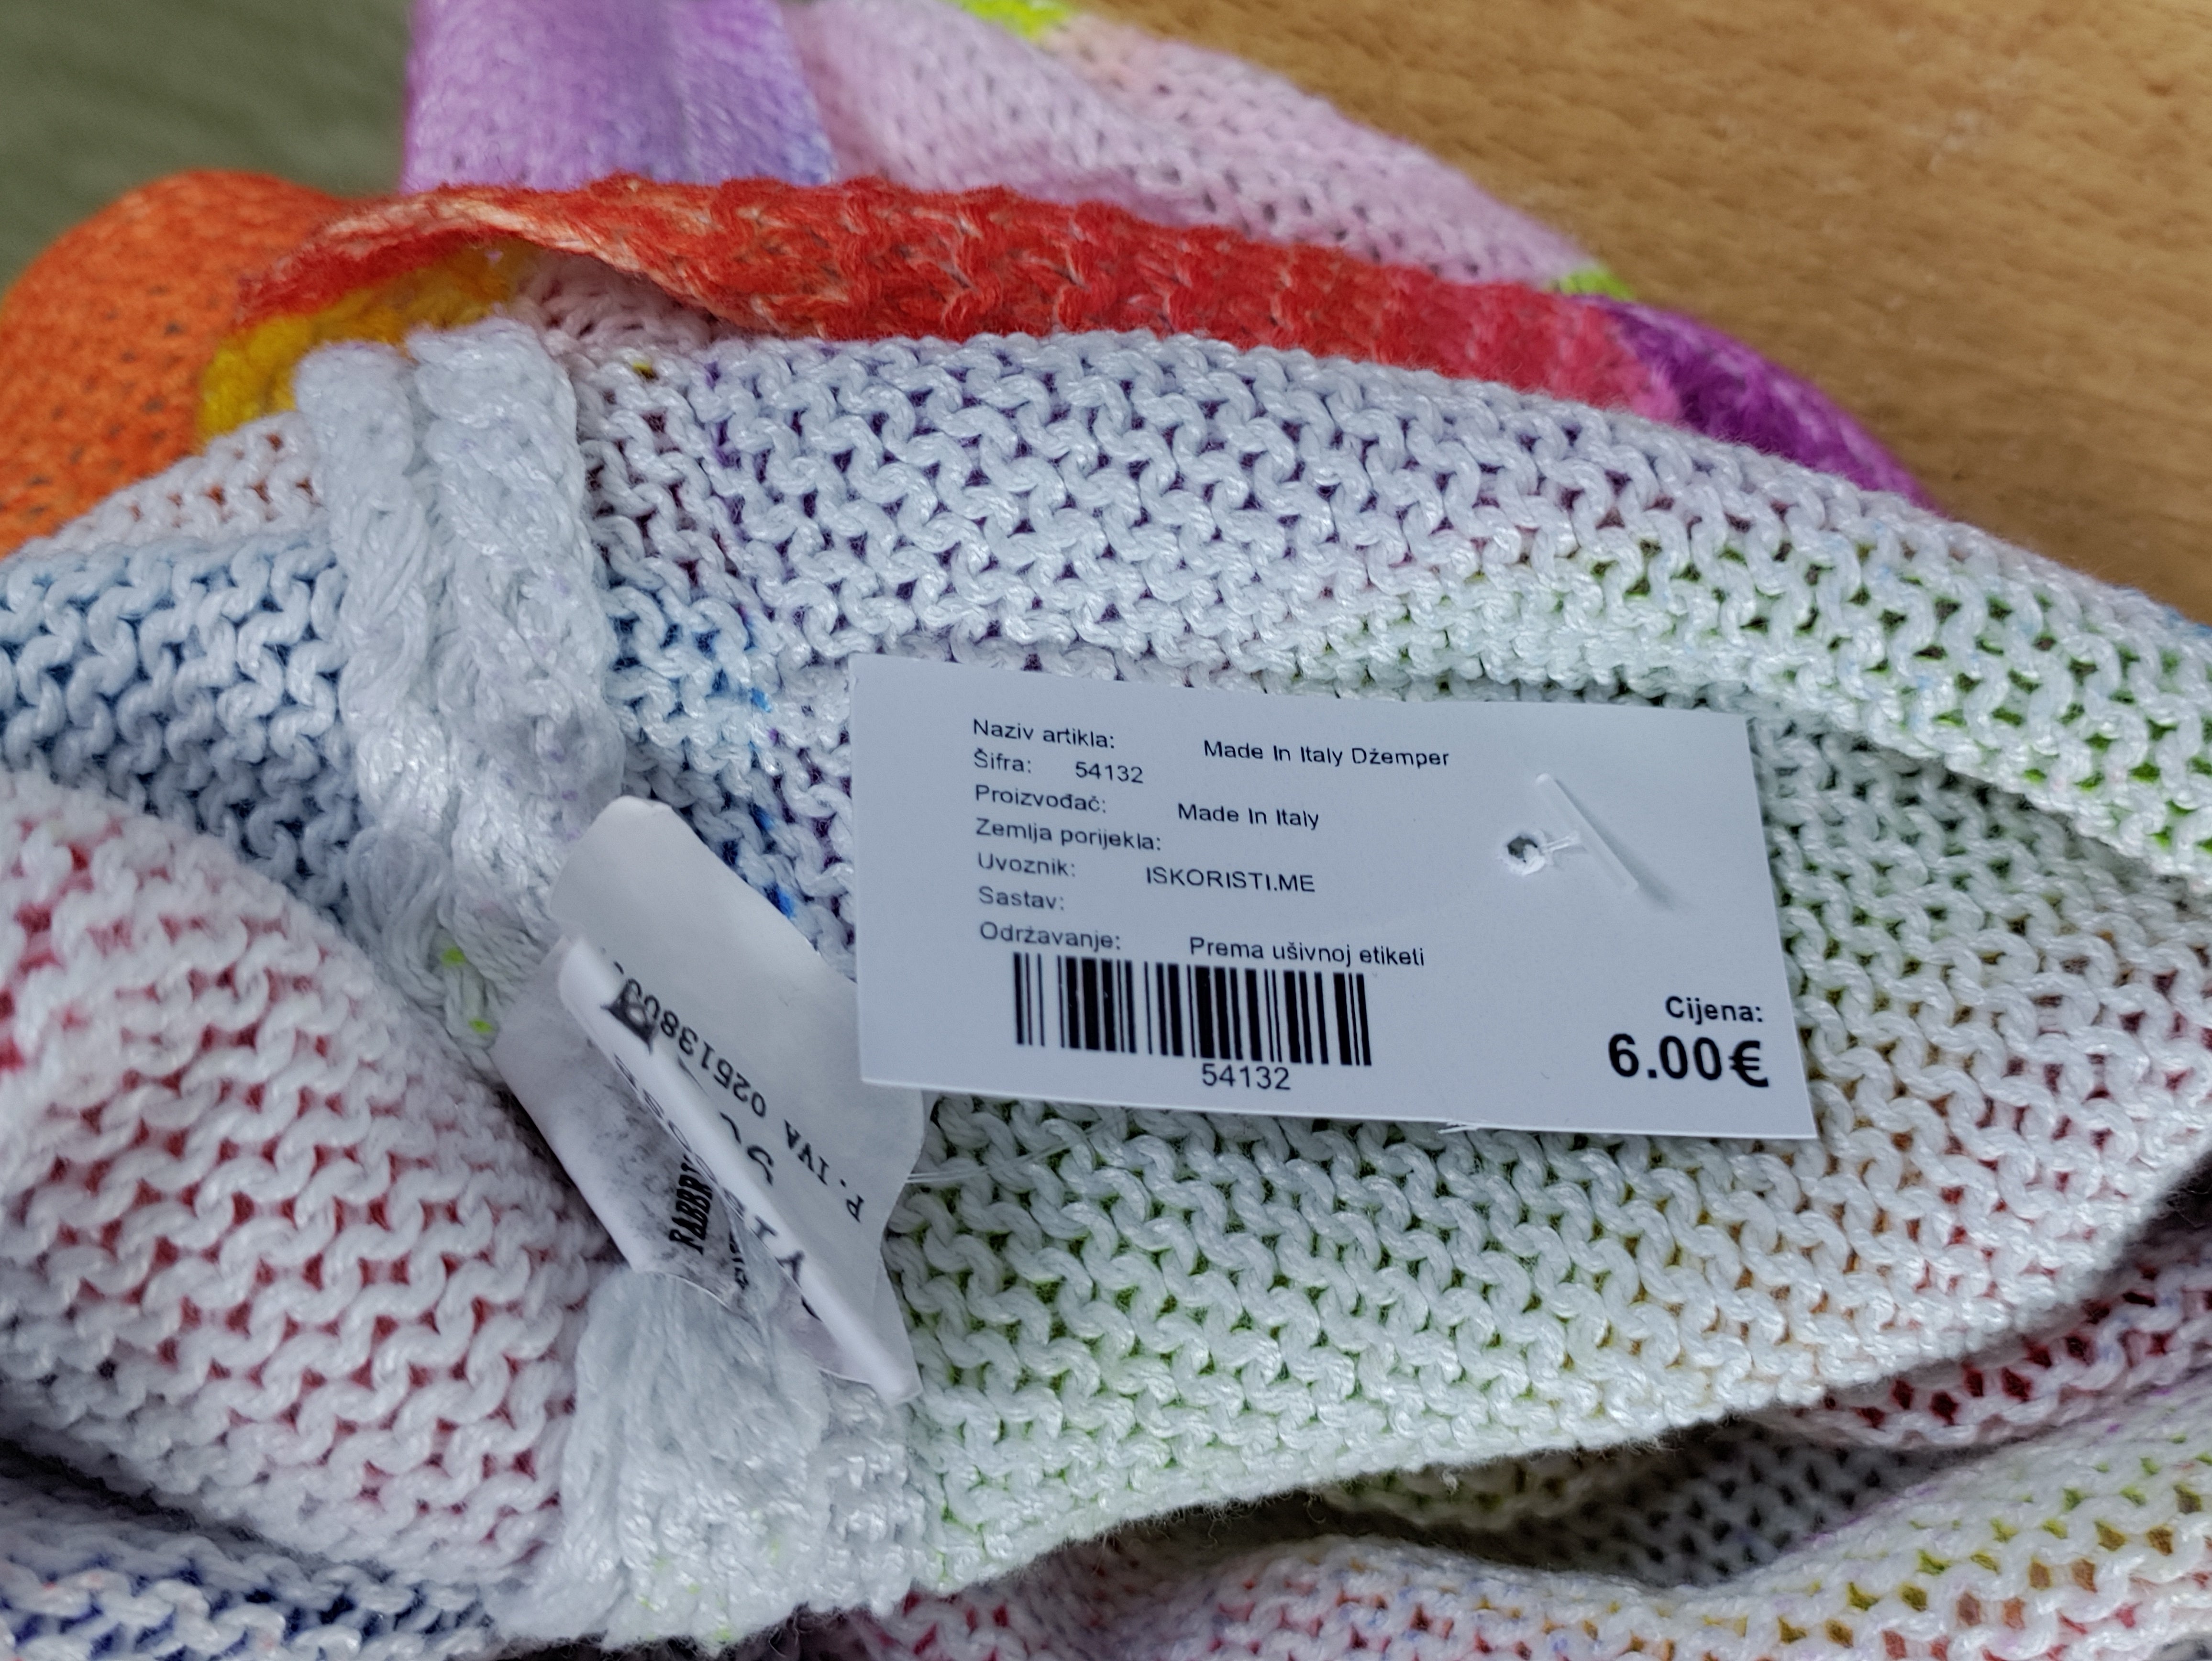 Naziv artikla: Made In Italy Džemper
Šifra: 54132
Proizvođač: Made In Italy
Zemlja porijekla:
Uvoznik: ISKORISTI.ME
Sastav:
Održavanje: Prema ušivnoj etiketi
54132
Cijena:
6.00€
P. IVA